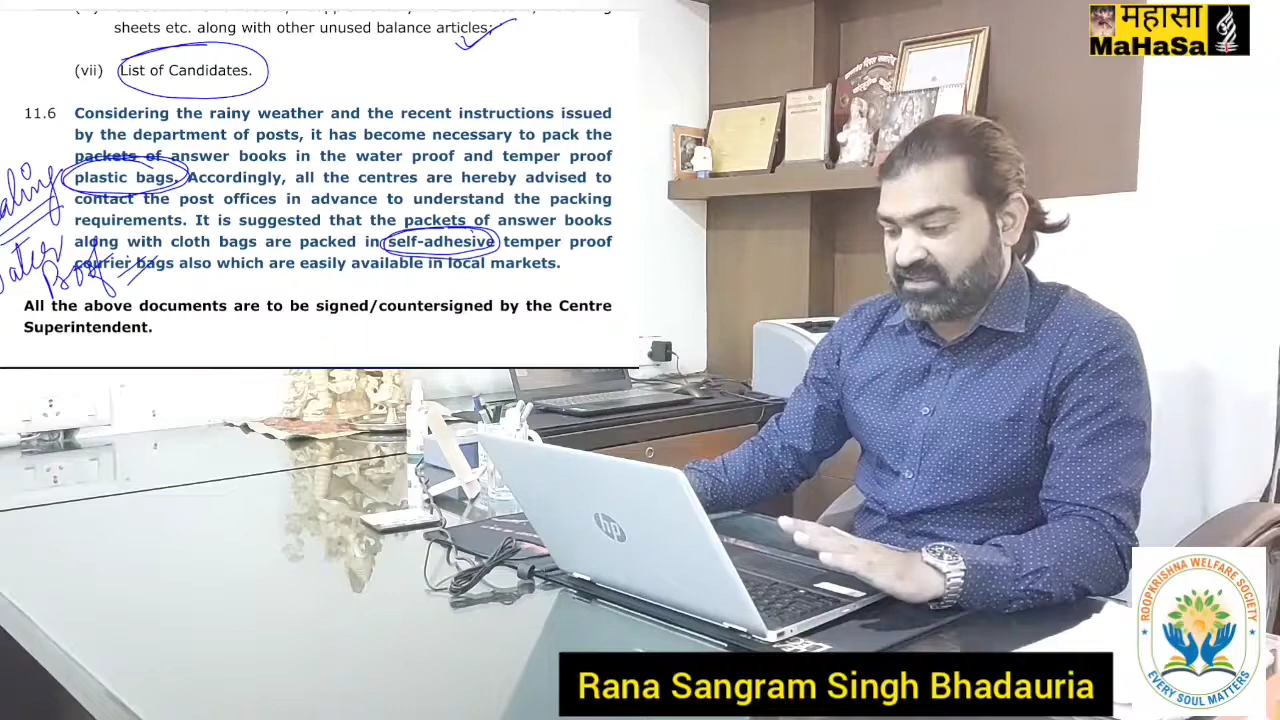 sheets etc. along with other unused balance articles;
(vii) List of Candidates.
11.6 Considering the rainy weather and the recent instructions issued
by the department of posts, it has become necessary to pack the
packets of answer books in the water proof and temper proof
plastic bags. Accordingly, all the centres are hereby advised to
contact the post offices in advance to understand the packing
requirements. It is suggested that the packets of answer books
along with cloth bags are packed in self-adhesive temper proof
courier bags also which are easily available in local markets.
All the above documents are to be signed/countersigned by the Centre
Superintendent.
Proof
महासा
MaHaSa
hp
Rana Sangram Singh Bhadauria
ROOPKRISHNA WELFARE SOCIETY
EVERY SOUL MATTERS